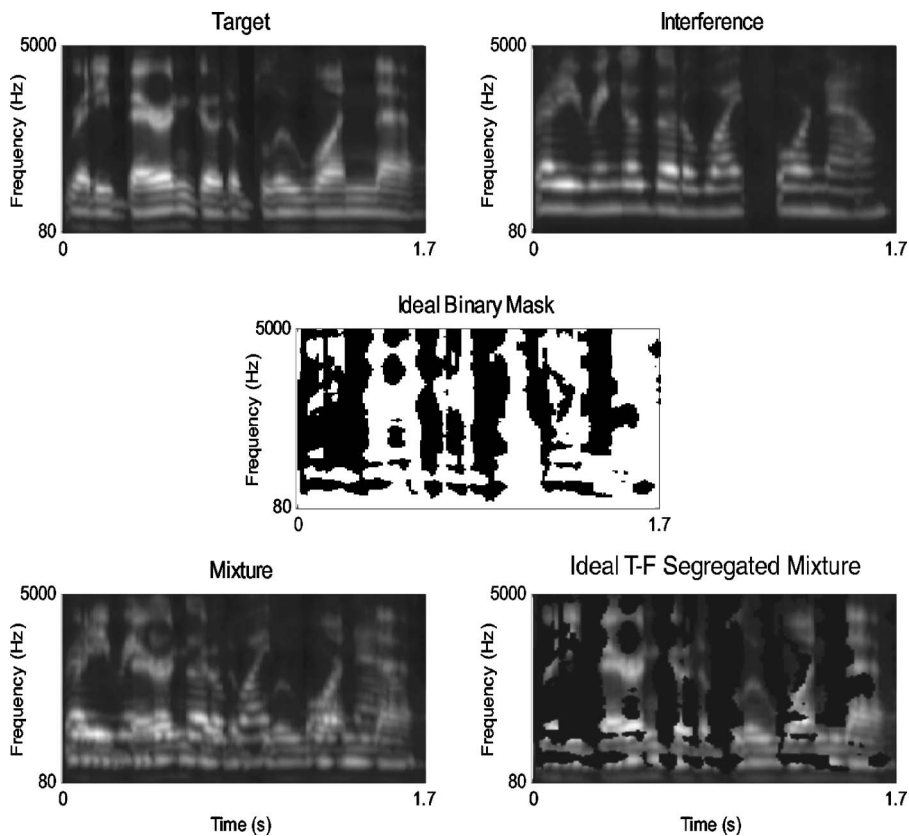 Target
5000
Frequency (Hz)
80
0
1.7
Interference
5000
Frequency (Hz)
80
0
1.7
Ideal Binary Mask
5000
Frequency (Hz)
80
0
1.7
Mixture
5000
Frequency (Hz)
80
0
1.7
Time (s)
Ideal T-F Segregated Mixture
5000
Frequency (Hz)
80
0
1.7
Time (s)